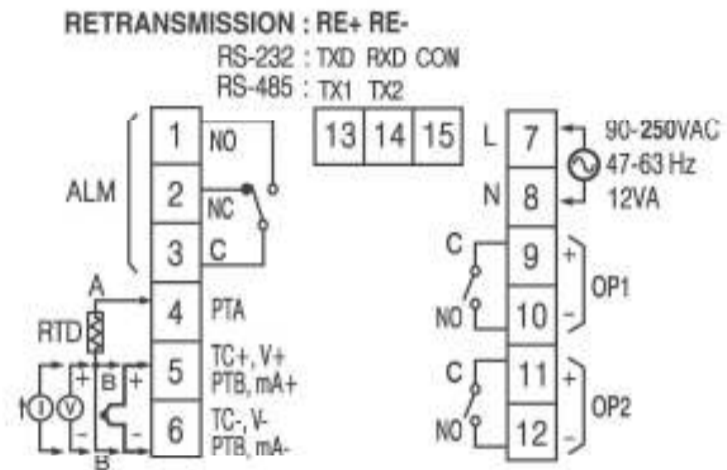 RETRANSMISSION : RE+ RE-
RS-232 : TXD RXD CON
RS-485 : TX1 TX2
13 14 15
ALM
1 NO
2 NC
3 C
A
RTD
4 PTA
5 TC+, V+
PTB, mA+
6 TC-, V-
PTB, mA-
I V + B +
- B -
L 7
N 8
90-250VAC
47-63 Hz
12VA
C 9 +
NO 10 -
OP1
C 11 +
NO 12 -
OP2